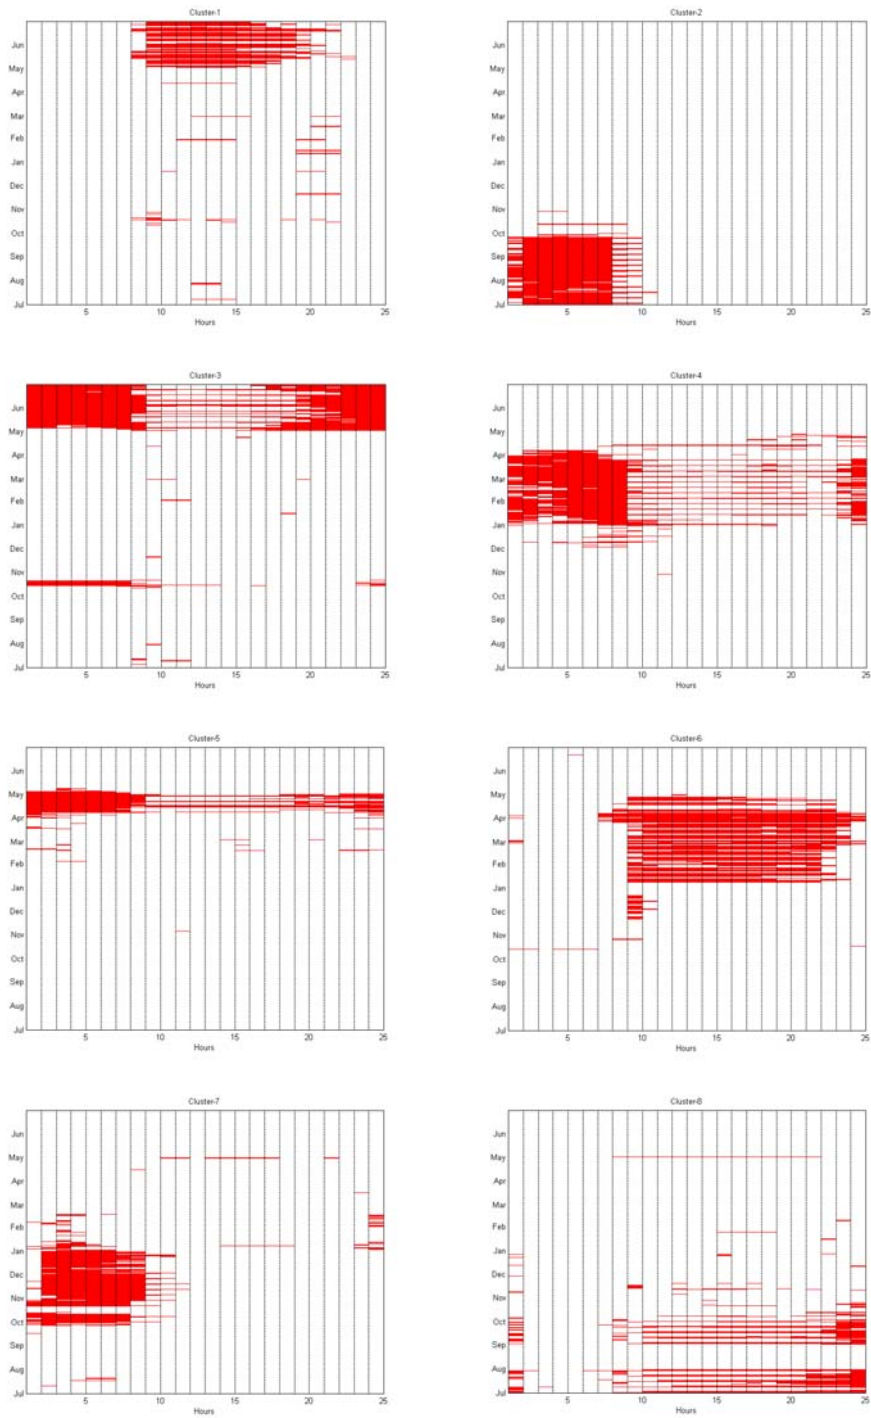 Cluster-1
Jun
May
Apr
Mar
Feb
Jan
Dec
Nov
Oct
Sep
Aug
Jul
5 10 15 20 25
Hours
Cluster-2
Jun
May
Apr
Mar
Feb
Jan
Dec
Nov
Oct
Sep
Aug
Jul
5 10 15 20 25
Hours
Cluster-3
Jun
May
Apr
Mar
Feb
Jan
Dec
Nov
Oct
Sep
Aug
Jul
5 10 15 20 25
Hours
Cluster-4
Jun
May
Apr
Mar
Feb
Jan
Dec
Nov
Oct
Sep
Aug
Jul
5 10 15 20 25
Hours
Cluster-5
Jun
May
Apr
Mar
Feb
Jan
Dec
Nov
Oct
Sep
Aug
Jul
5 10 15 20 25
Hours
Cluster-6
Jun
May
Apr
Mar
Feb
Jan
Dec
Nov
Oct
Sep
Aug
Jul
5 10 15 20 25
Hours
Cluster-7
Jun
May
Apr
Mar
Feb
Jan
Dec
Nov
Oct
Sep
Aug
Jul
5 10 15 20 25
Hours
Cluster-8
Jun
May
Apr
Mar
Feb
Jan
Dec
Nov
Oct
Sep
Aug
Jul
5 10 15 20 25
Hours